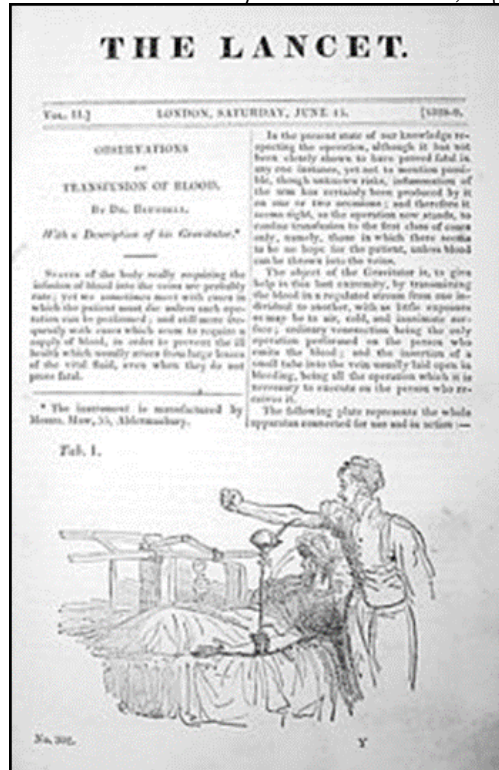 THE LANCET.
VOL. II.] LONDON, SATURDAY, JUNE 13. [1828-9.
OBSERVATIONS
ON
TRANSFUSION OF BLOOD.
BY DR. BLUNDELL.
With a Description of his Gravitator.*
STATES of the body really requiring the
infusion of blood into the veins are probably
rare; yet we sometimes meet with cases in
which the patient must die unless such ope-
ration can be performed; and still more fre-
quently with cases which seem to require a
supply of blood, in order to prevent the ill
health which usually arises from large losses
of the vital fluid, even when they do not
prove fatal.
* The instrument is manufactured by
Messrs. Maw, 55, Aldermanbury.
In the present state of our knowledge re-
specting the operation, although it has not
been clearly shown to have proved fatal in
any one instance, yet not to mention possi-
ble, though unknown risks, inflammation of
the arm has certainly been produced by it
on one or two occasions; and therefore it
seems right, as the operation now stands, to
confine transfusion to the first class of cases
only, namely, those in which there seems
to be no hope for the patient, unless blood
can be thrown into the veins.
The object of the Gravitator is, to give
help in this last extremity, by transmitting
the blood in a regulated stream from one in-
dividual to another, with as little exposure
as may be to air, cold, and inanimate sur-
face; ordinary venesection being the only
operation performed on the person who
emits the blood; and the insertion of a
small tube into the vein usually laid open in
bleeding, being all the operation which it is
necessary to execute on the person who re-
ceives it.
The following plate represents the whole
apparatus connected for use and in action:—
Tab. 1.
No. 302. Y